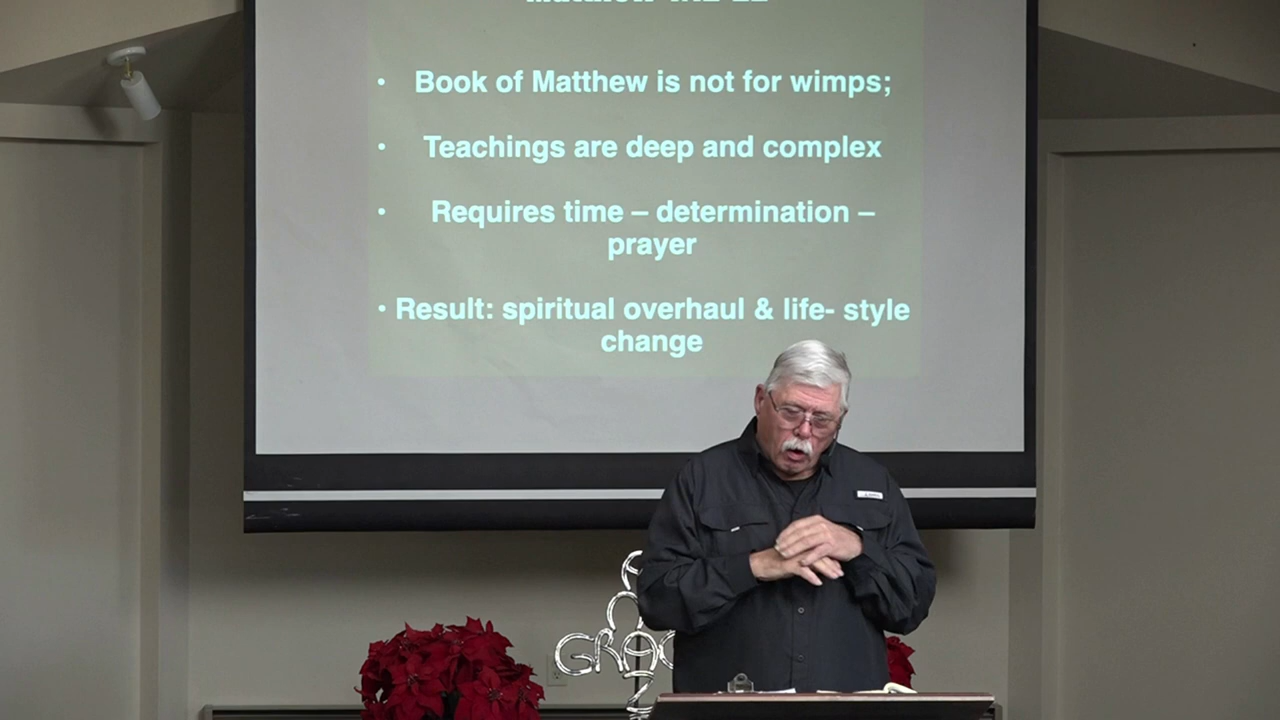 • Book of Matthew is not for wimps;
• Teachings are deep and complex
• Requires time – determination –
prayer
• Result: spiritual overhaul & life- style
change
GRAC